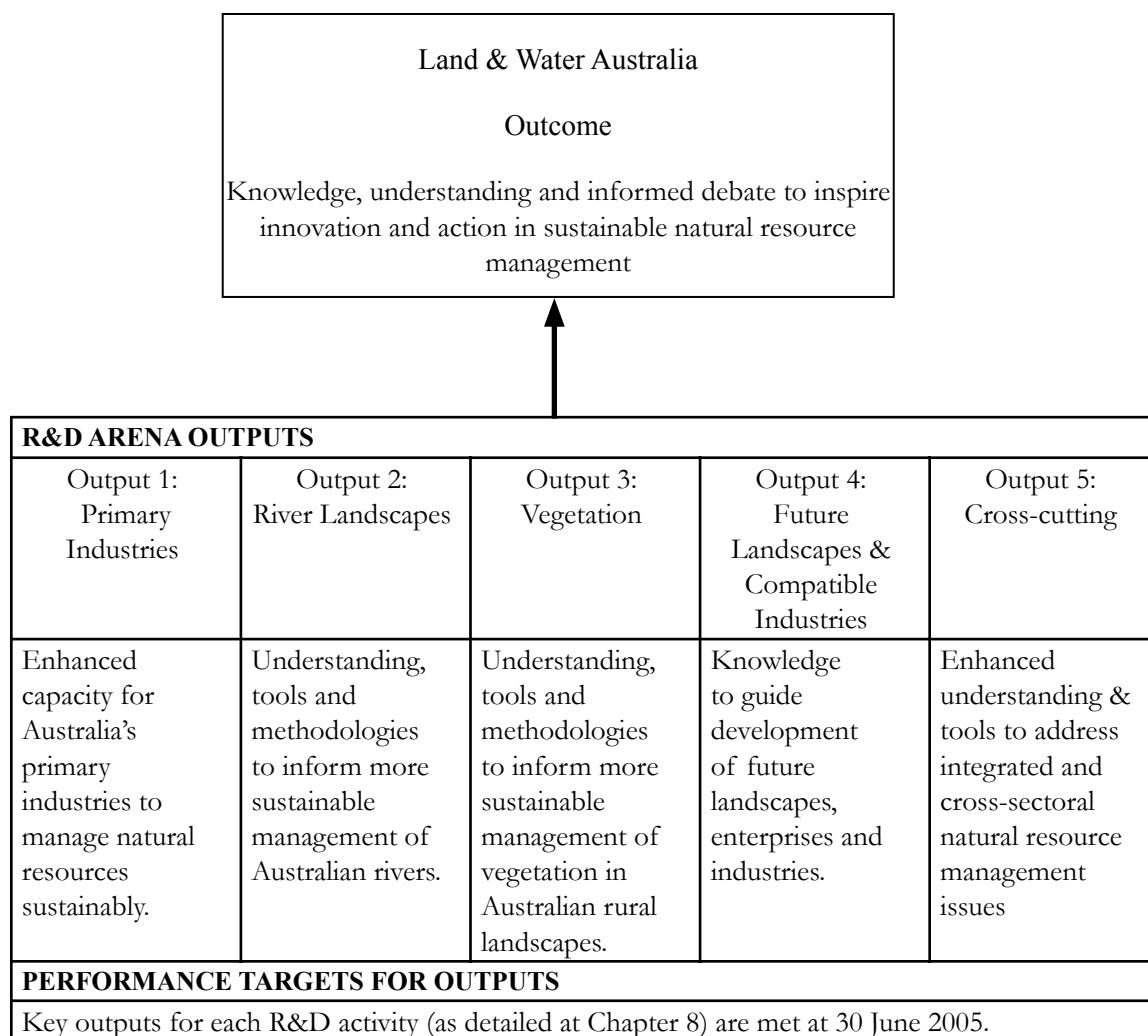 Land & Water Australia
Outcome
Knowledge, understanding and informed debate to inspire
innovation and action in sustainable natural resource
management
R&D ARENA OUTPUTS
Output 1:
Primary
Industries
Output 2:
River Landscapes
Output 3:
Vegetation
Output 4:
Future
Landscapes &
Compatible
Industries
Output 5:
Cross-cutting
Enhanced
capacity for
Australia’s
primary
industries to
manage natural
resources
sustainably.
Understanding,
tools and
methodologies
to inform more
sustainable
management of
Australian rivers.
Understanding,
tools and
methodologies
to inform more
sustainable
management of
vegetation in
Australian rural
landscapes.
Knowledge
to guide
development
of future
landscapes,
enterprises and
industries.
Enhanced
understanding &
tools to address
integrated and
cross-sectoral
natural resource
management
issues
PERFORMANCE TARGETS FOR OUTPUTS
Key outputs for each R&D activity (as detailed at Chapter 8) are met at 30 June 2005.